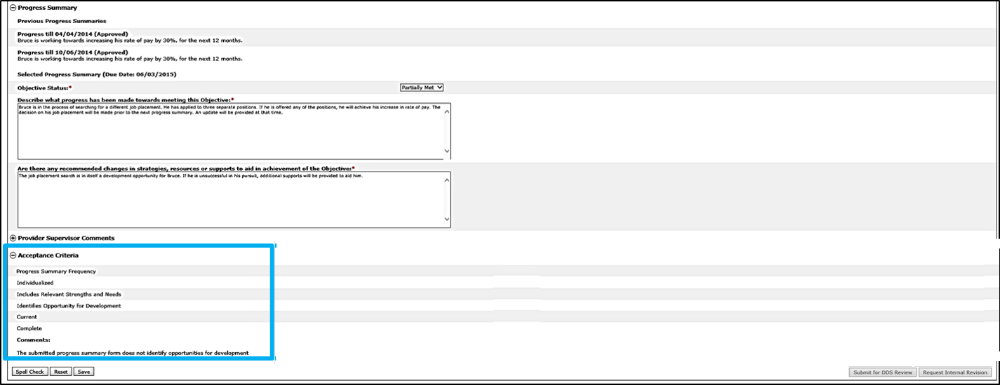 Progress Summary
Previous Progress Summaries
Progress till 04/04/2014 (Approved)
Bruce is working towards increasing his rate of pay by 30%, for the next 12 months.
Progress till 10/06/2014 (Approved)
Bruce is working towards increasing his rate of pay by 30%, for the next 12 months.
Selected Progress Summary (Due Date: 06/03/2015)
Objective Status:* Partially Met
Describe what progress has been made towards meeting this Objective:*
Bruce is in the process of searching for a different job placement. He has applied to three separate positions. If he is offered any of the positions, he will achieve his increase in rate of pay. The
decision on his job placement will be made prior to the next progress summary. An update will be provided at that time.
Are there any recommended changes in strategies, resources or supports to aid in achievement of the Objective:*
The job placement search is in itself a development opportunity for Bruce. If he is unsuccessful in his pursuit, additional supports will be provided to aid him.
Provider Supervisor Comments
Acceptance Criteria
Progress Summary Frequency
Individualized
Includes Relevant Strengths and Needs
Identifies Opportunity for Development
Current
Complete
Comments:
The submitted progress summary form does not identify opportunities for development
Spell Check Reset Save Submit for DDS Review Request Internal Revision